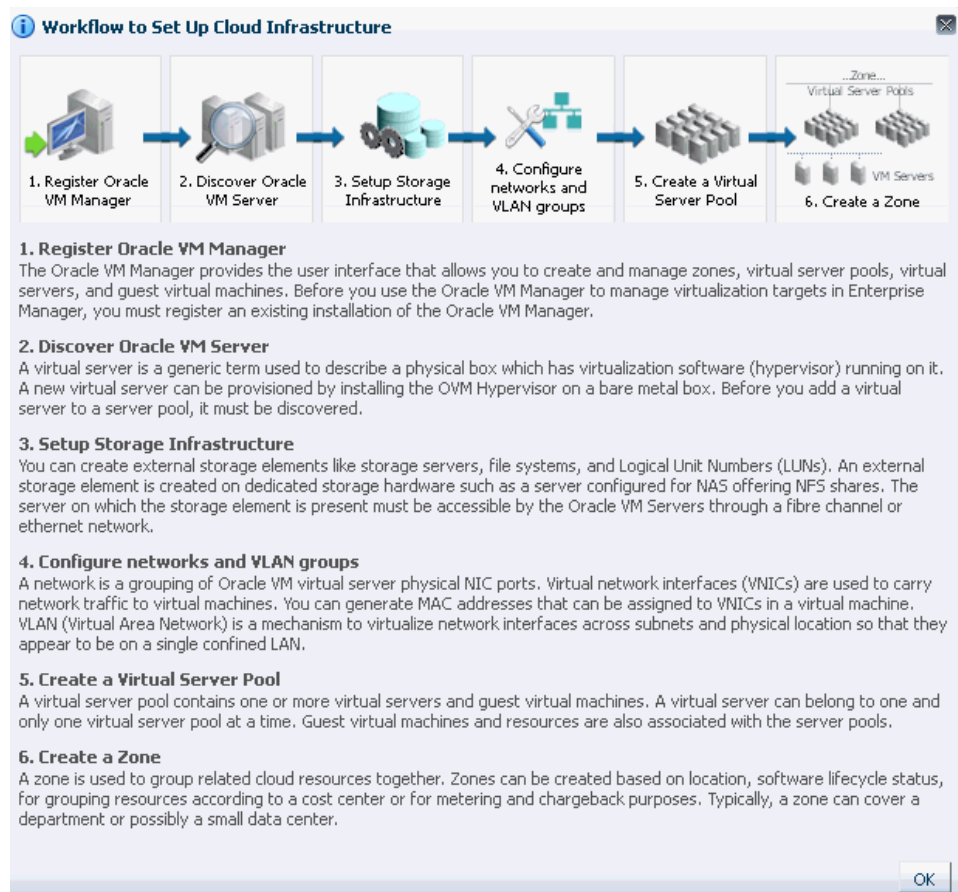 Workflow to Set Up Cloud Infrastructure
1. Register Oracle
VM Manager
2. Discover Oracle
VM Server
3. Setup Storage
Infrastructure
4. Configure
networks and
VLAN groups
5. Create a Virtual
Server Pool
...Zone...
Virtual Server Pools
VM Servers
6. Create a Zone
1. Register Oracle VM Manager
The Oracle VM Manager provides the user interface that allows you to create and manage zones, virtual server pools, virtual
servers, and guest virtual machines. Before you use the Oracle VM Manager to manage virtualization targets in Enterprise
Manager, you must register an existing installation of the Oracle VM Manager.
2. Discover Oracle VM Server
A virtual server is a generic term used to describe a physical box which has virtualization software (hypervisor) running on it.
A new virtual server can be provisioned by installing the OVM Hypervisor on a bare metal box. Before you add a virtual
server to a server pool, it must be discovered.
3. Setup Storage Infrastructure
You can create external storage elements like storage servers, file systems, and Logical Unit Numbers (LUNs). An external
storage element is created on dedicated storage hardware such as a server configured for NAS offering NFS shares. The
server on which the storage element is present must be accessible by the Oracle VM Servers through a fibre channel or
ethernet network.
4. Configure networks and VLAN groups
A network is a grouping of Oracle VM virtual server physical NIC ports. Virtual network interfaces (VNICs) are used to carry
network traffic to virtual machines. You can generate MAC addresses that can be assigned to VNICs in a virtual machine.
VLAN (Virtual Area Network) is a mechanism to virtualize network interfaces across subnets and physical location so that they
appear to be on a single confined LAN.
5. Create a Virtual Server Pool
A virtual server pool contains one or more virtual servers and guest virtual machines. A virtual server can belong to one and
only one virtual server pool at a time. Guest virtual machines and resources are also associated with the server pools.
6. Create a Zone
A zone is used to group related cloud resources together. Zones can be created based on location, software lifecycle status,
for grouping resources according to a cost center or for metering and chargeback purposes. Typically, a zone can cover a
department or possibly a small data center.
OK